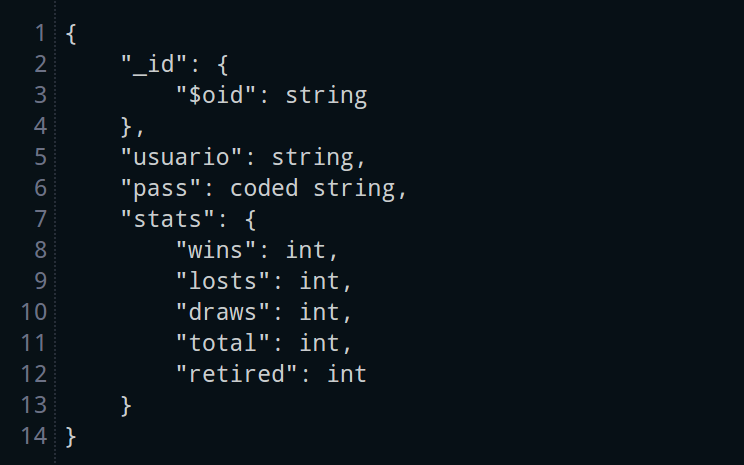 1 {
2     "_id": {
3         "$oid": string
4     },
5     "usuario": string,
6     "pass": coded string,
7     "stats": {
8         "wins": int,
9         "losts": int,
10         "draws": int,
11         "total": int,
12         "retired": int
13     }
14 }